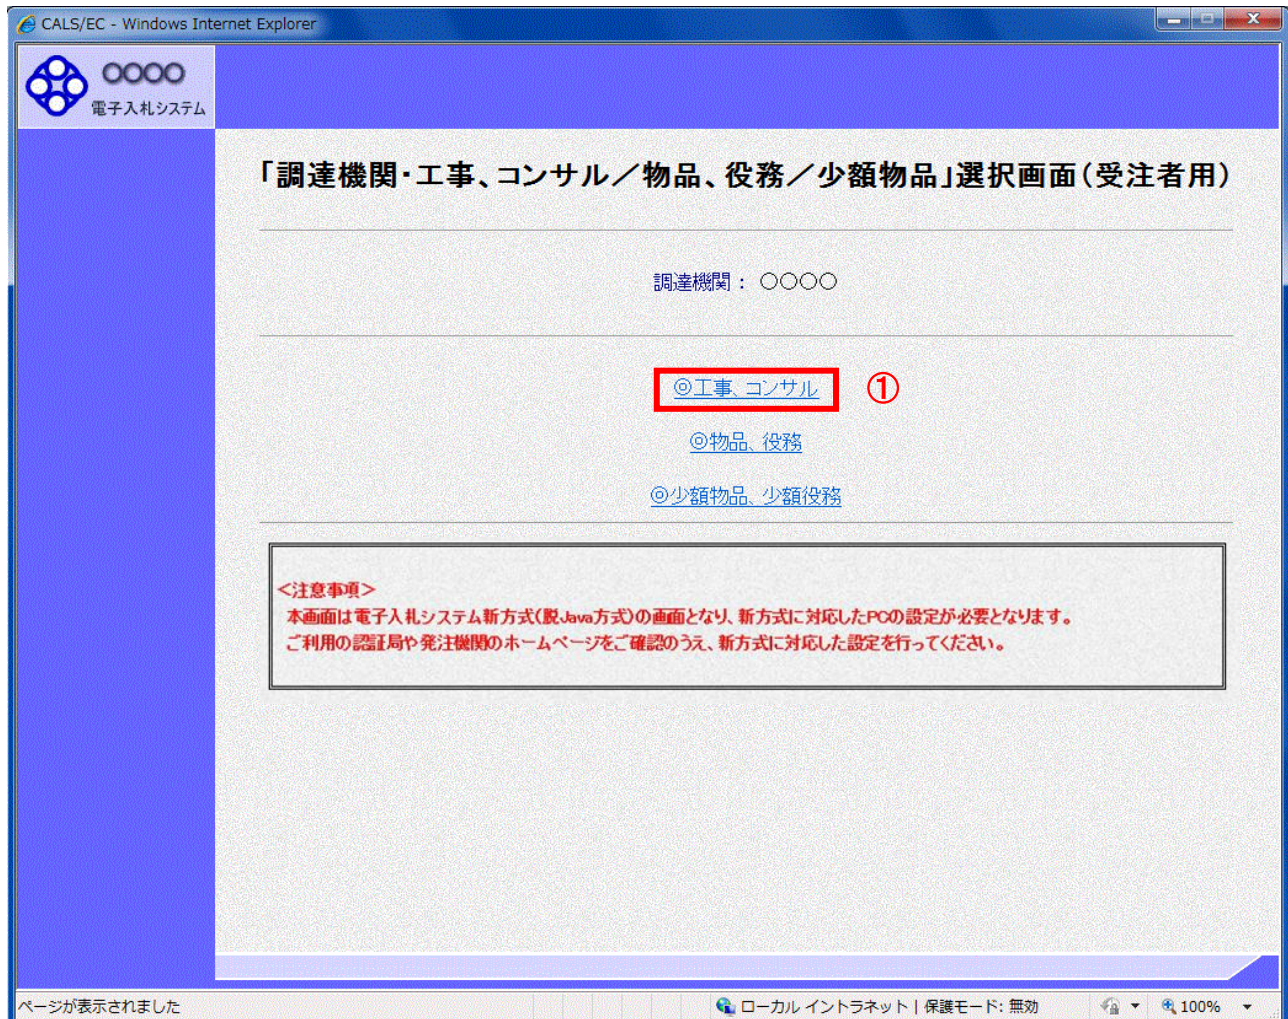 CALS/EC - Windows Internet Explorer
○○○○
電子入札システム
「調達機関・工事、コンサル／物品、役務／少額物品」選択画面（受注者用）
調達機関： ○○○○
◎工事、コンサル ①
◎物品、役務
◎少額物品、少額役務
＜注意事項＞
本画面は電子入札システム新方式(脱Java方式)の画面となり、新方式に対応したPCの設定が必要となります。
ご利用の認証局や発注機関のホームページをご確認のうえ、新方式に対応した設定を行ってください。
ページが表示されました ローカル イントラネット | 保護モード: 無効 100%